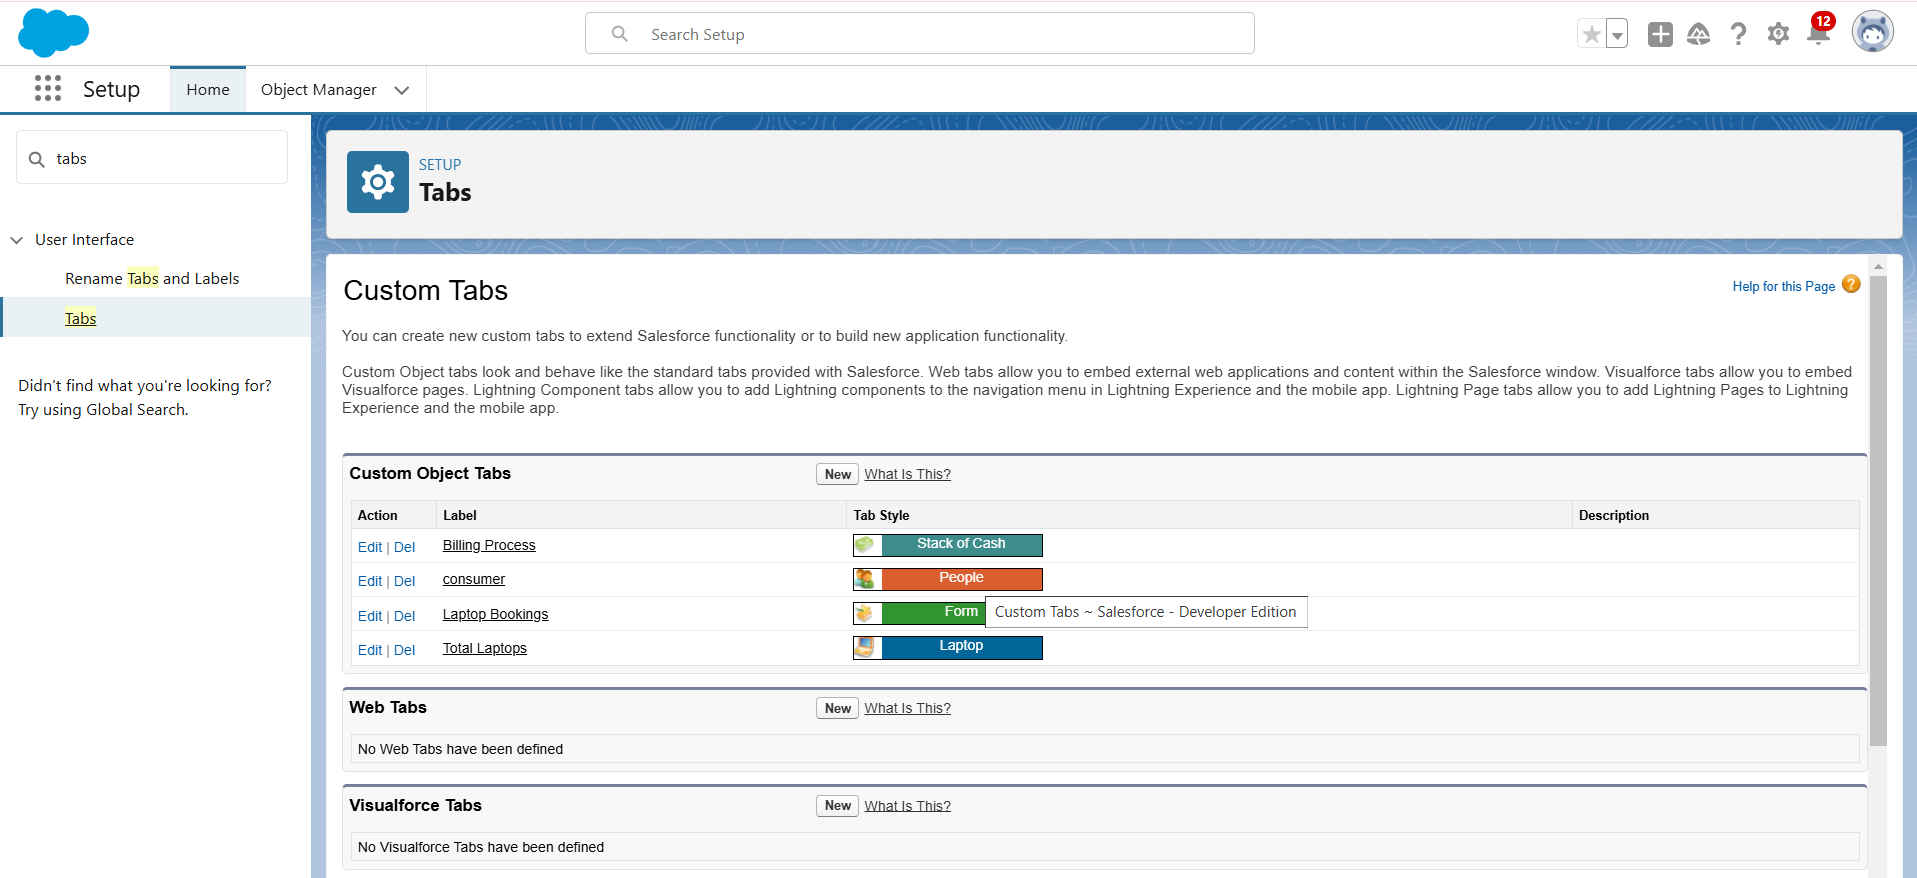 Search Setup
12
Setup
Home
Object Manager
tabs
User Interface
Rename Tabs and Labels
Tabs
Didn't find what you're looking for?
Try using Global Search.
SETUP
Tabs
Custom Tabs
Help for this Page
You can create new custom tabs to extend Salesforce functionality or to build new application functionality.
Custom Object tabs look and behave like the standard tabs provided with Salesforce. Web tabs allow you to embed external web applications and content within the Salesforce window. Visualforce tabs allow you to embed
Visualforce pages. Lightning Component tabs allow you to add Lightning components to the navigation menu in Lightning Experience and the mobile app. Lightning Page tabs allow you to add Lightning Pages to Lightning
Experience and the mobile app.
Custom Object Tabs New What Is This?
Action Label Tab Style Description
Edit | Del Billing Process Stack of Cash
Edit | Del consumer People
Edit | Del Laptop Bookings Form
Custom Tabs ~ Salesforce - Developer Edition
Edit | Del Total Laptops Laptop
Web Tabs New What Is This?
No Web Tabs have been defined
Visualforce Tabs New What Is This?
No Visualforce Tabs have been defined